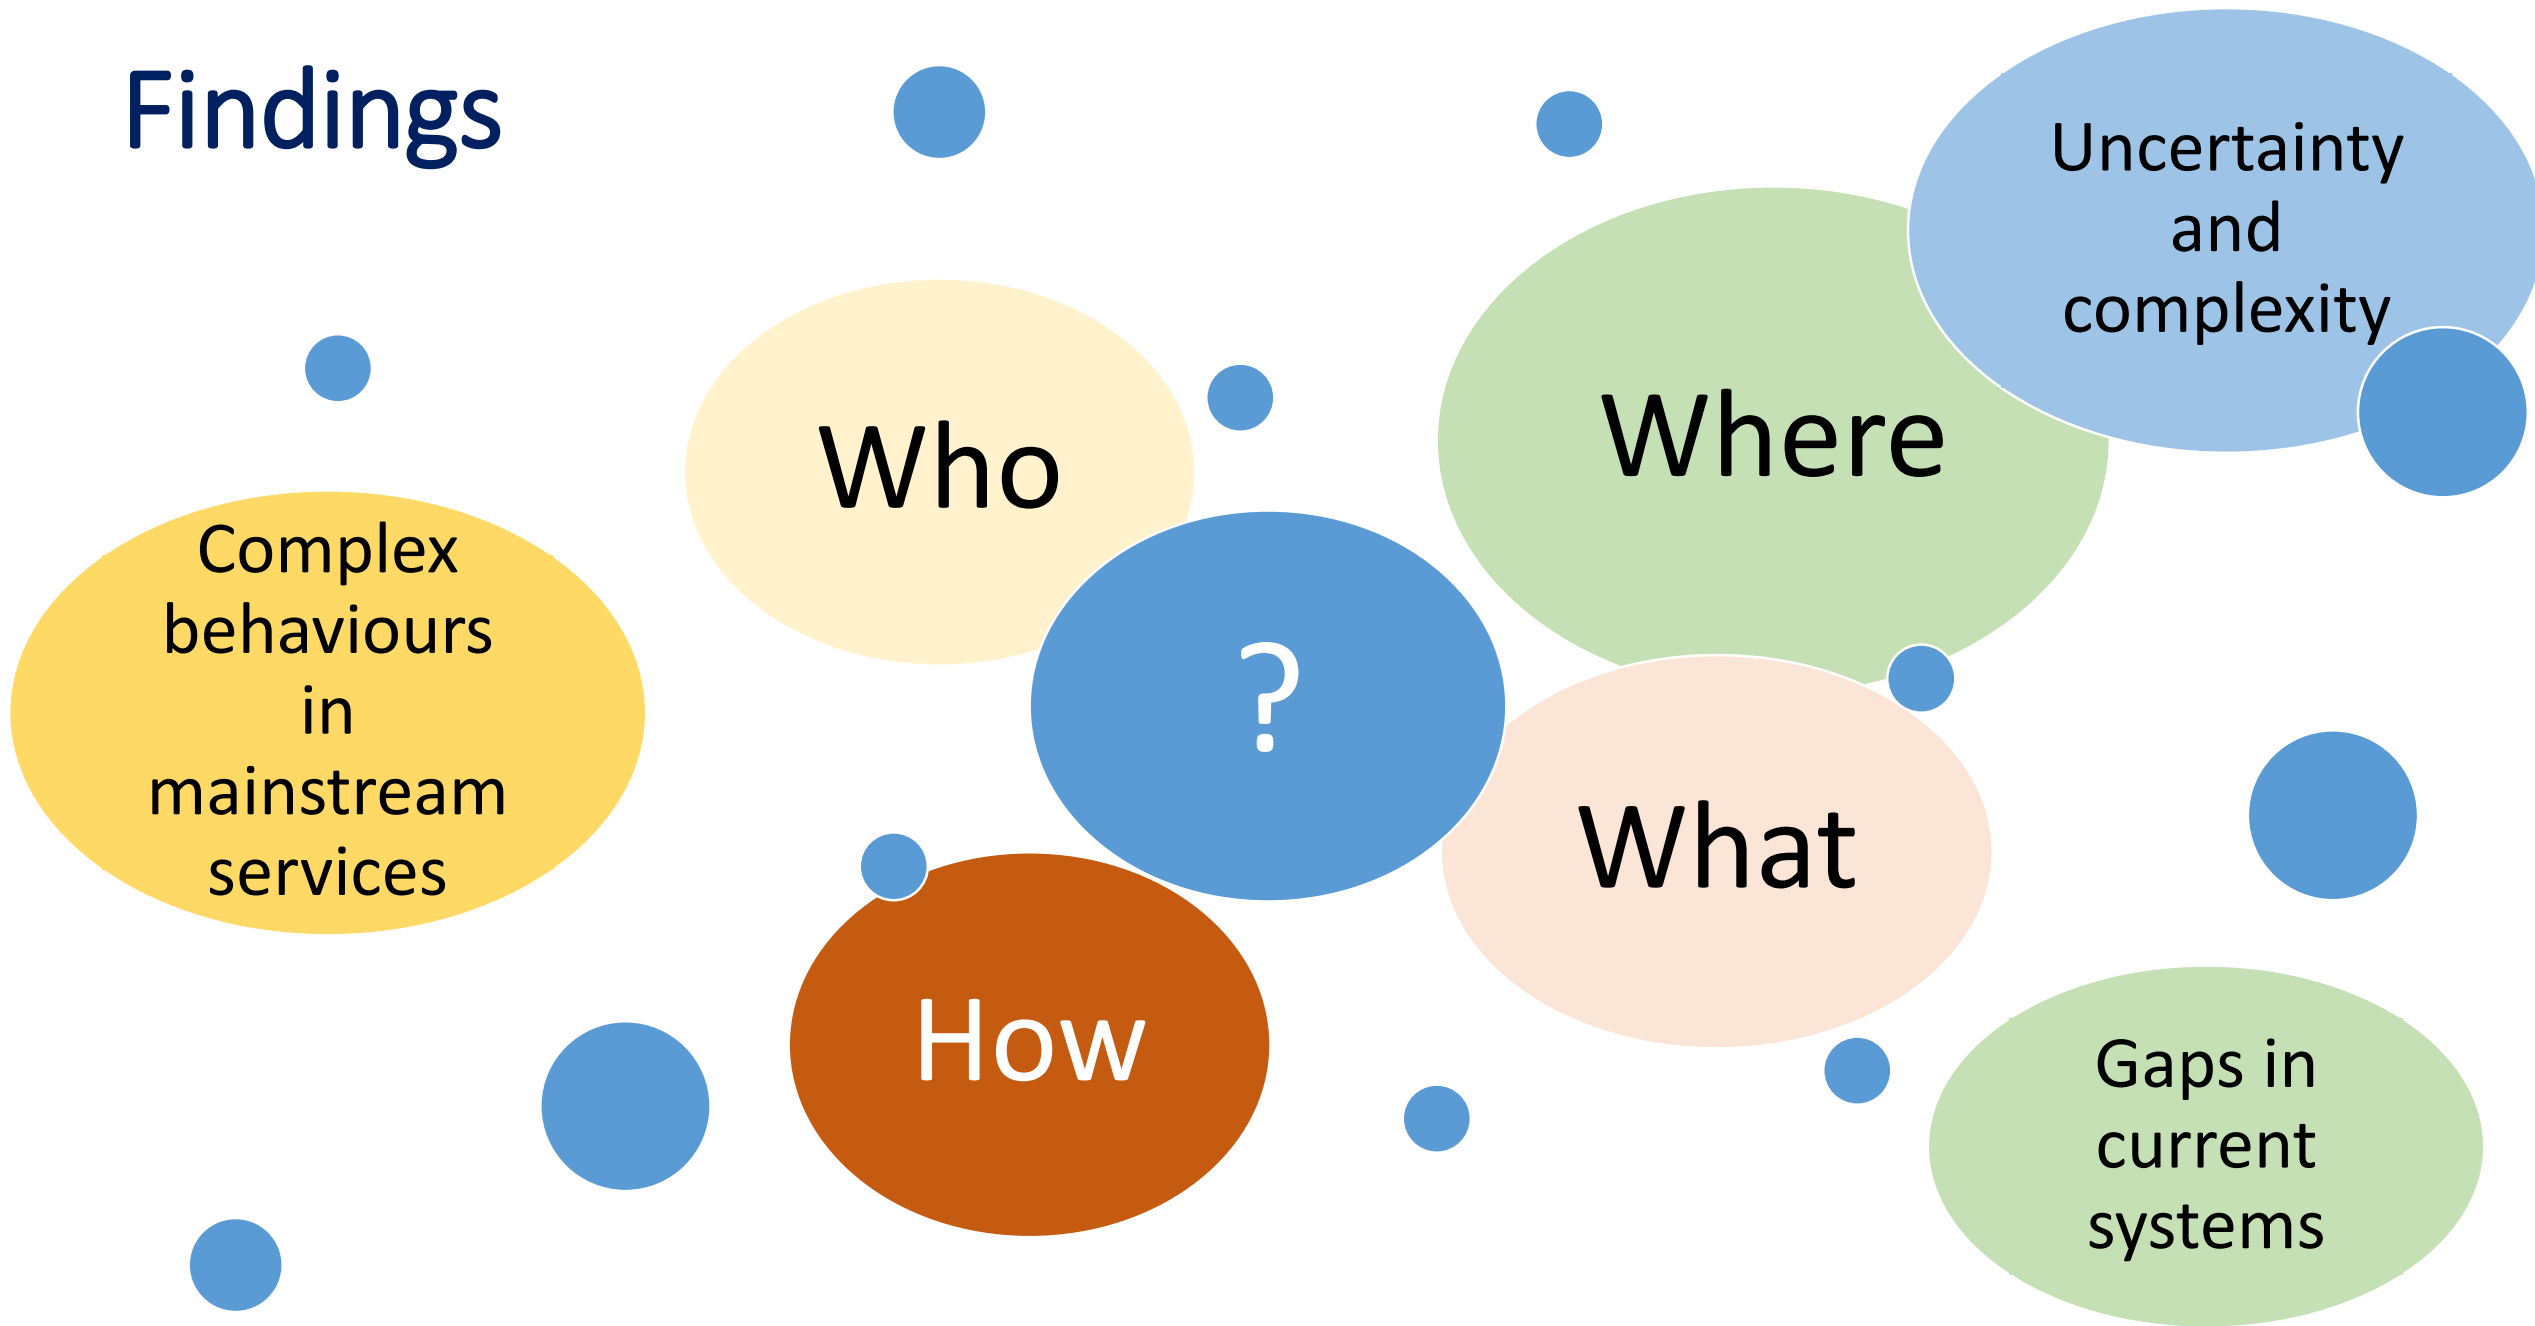 Findings
Uncertainty
and
complexity
Who
Where
Complex
behaviours
in
mainstream
services
?
What
How
Gaps in
current
systems